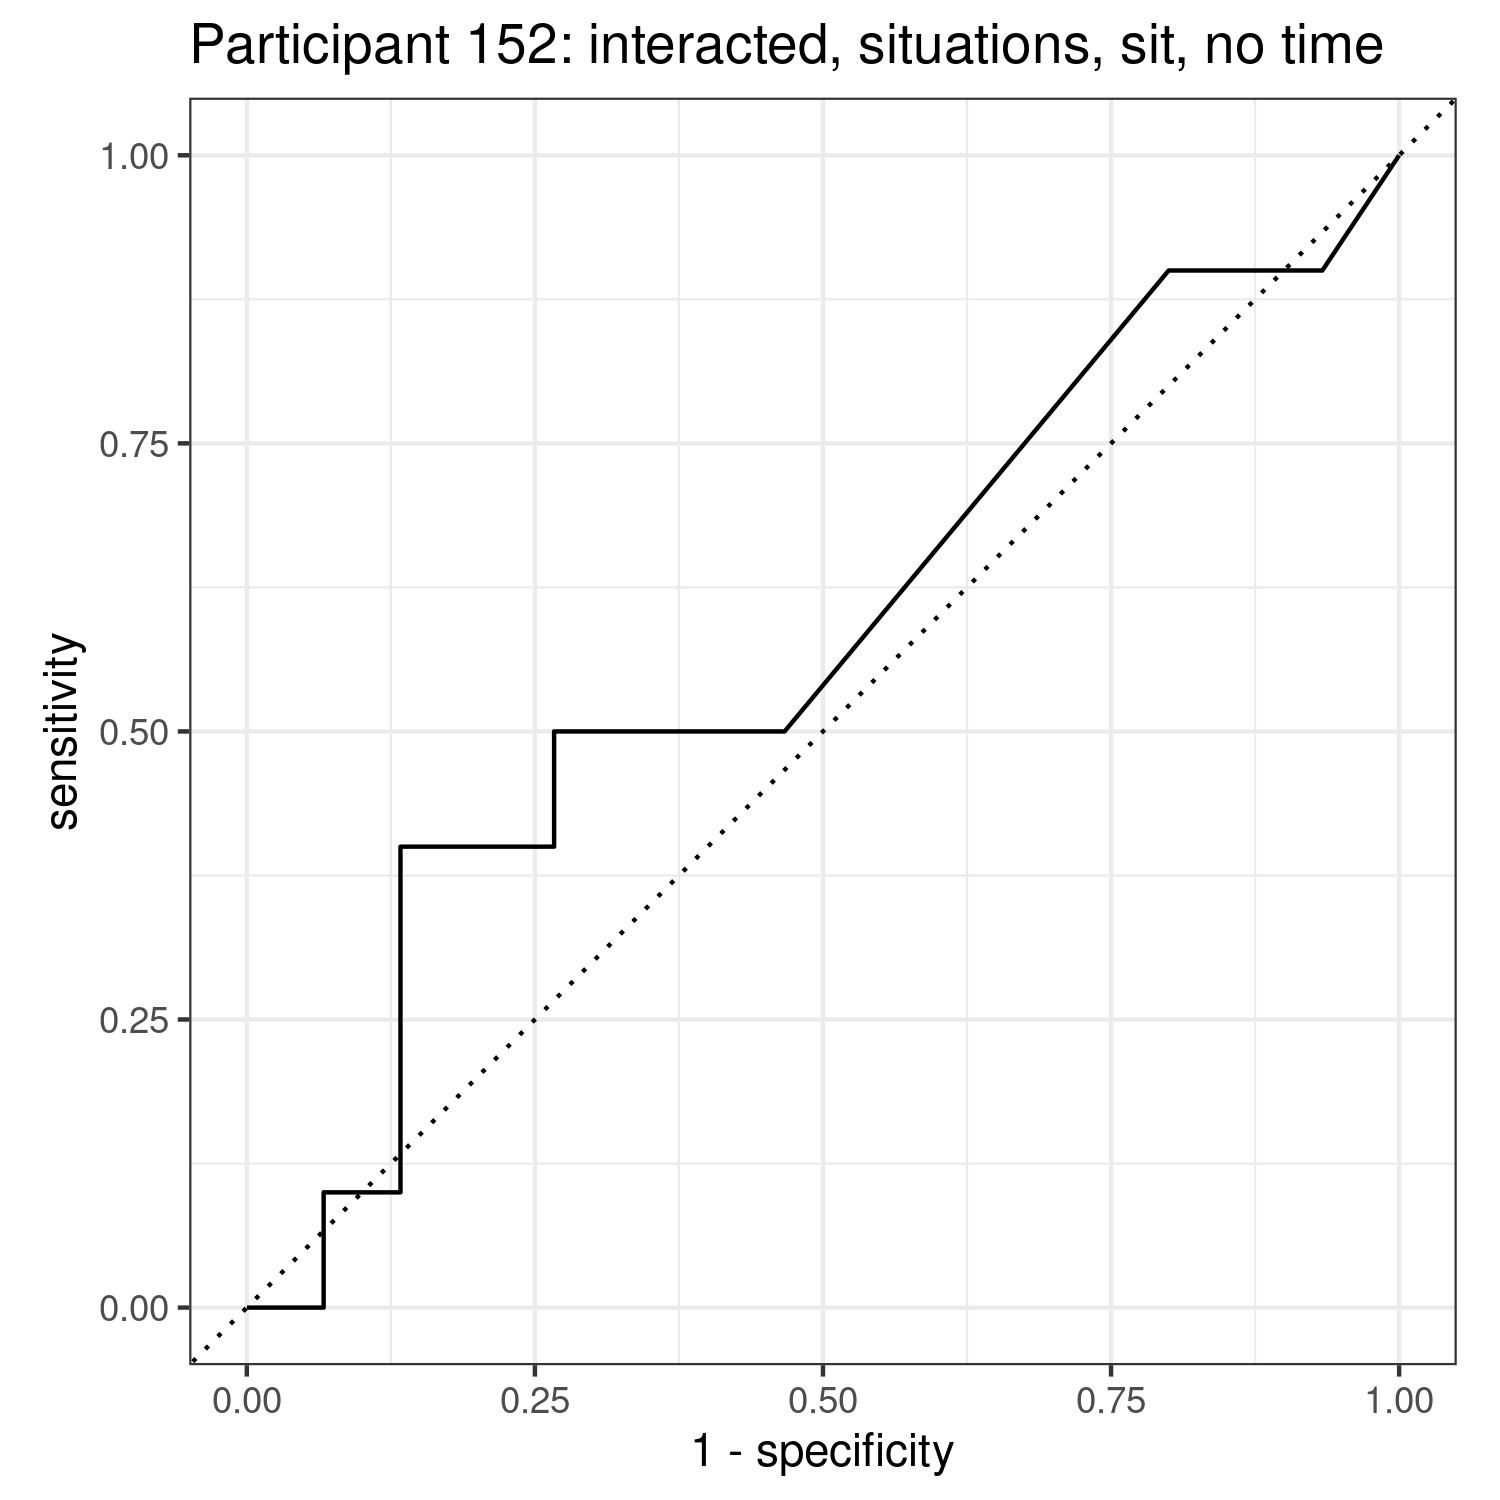 Participant 152: interacted, situations, sit, no time
sensitivity
1.00
0.75
0.50
0.25
0.00
0.00 0.25 0.50 0.75 1.00
1 - specificity